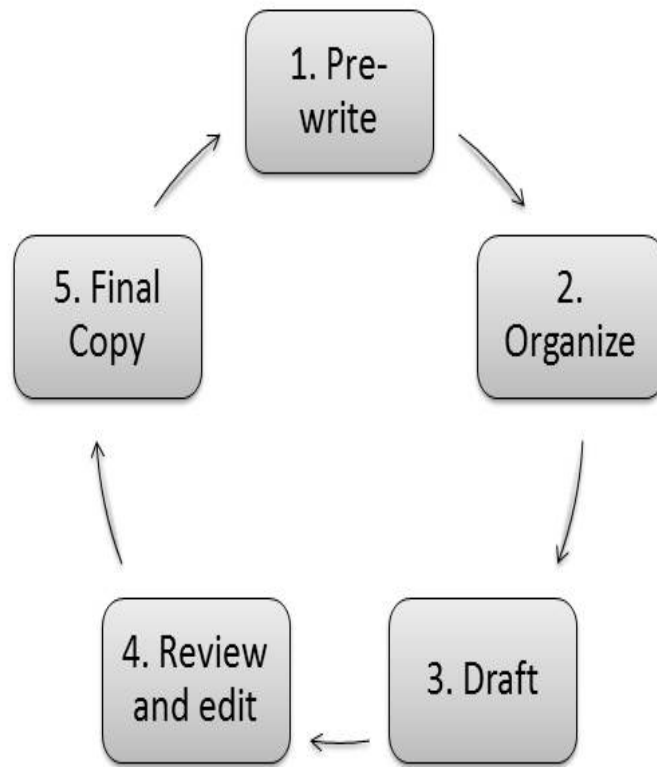 1. Pre-
write
2.
Organize
3. Draft
4. Review
and edit
5. Final
Copy